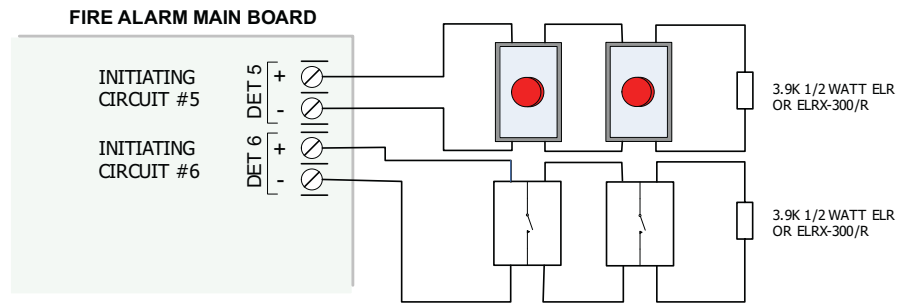 FIRE ALARM MAIN BOARD
INITIATING
CIRCUIT #5
DET 5
+
-
3.9K 1/2 WATT ELR
OR ELRX-300/R
INITIATING
CIRCUIT #6
DET 6
+
-
3.9K 1/2 WATT ELR
OR ELRX-300/R